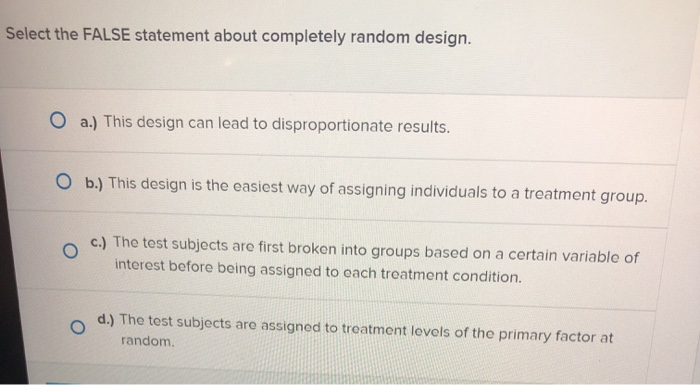 Select the FALSE statement about completely random design.
a.) This design can lead to disproportionate results.
b.) This design is the easiest way of assigning individuals to a treatment group.
c.) The test subjects are first broken into groups based on a certain variable of
interest before being assigned to each treatment condition.
d.) The test subjects are assigned to treatment levels of the primary factor at
random.